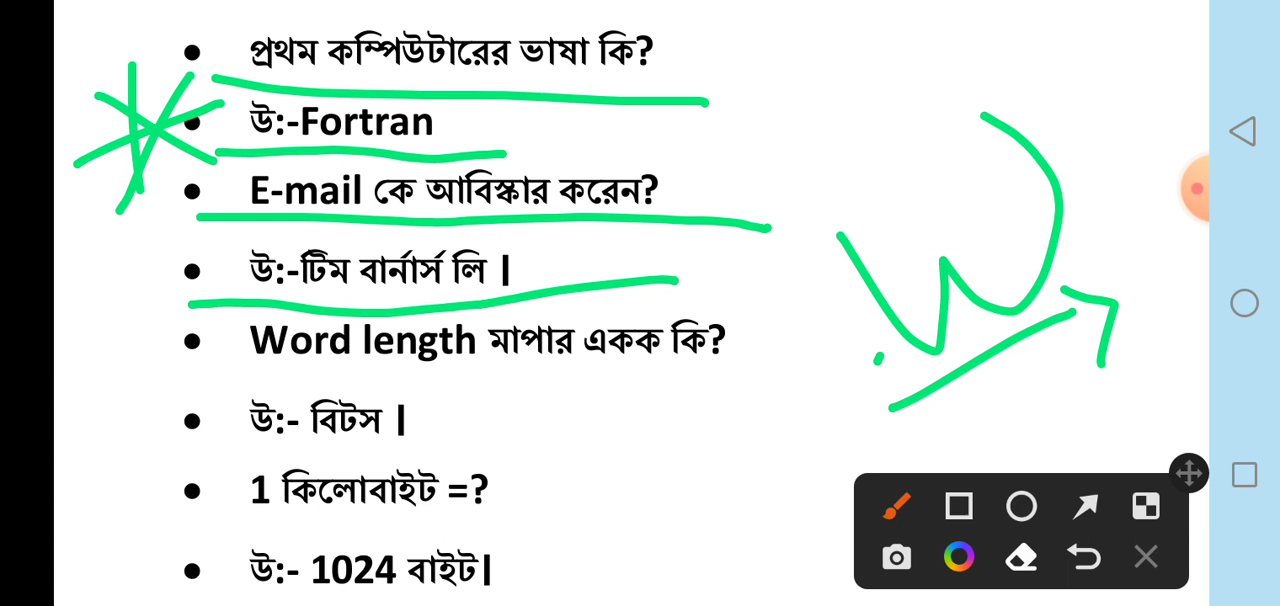 প্রথম কম্পিউটারের ভাষা কি?
উ:-Fortran
E-mail কে আবিস্কার করেন?
উ:-টিম বার্নার্স লি ।
Word length মাপার একক কি?
উ:- বিটস ।
1 কিলোবাইট =?
উ:- 1024 বাইট।